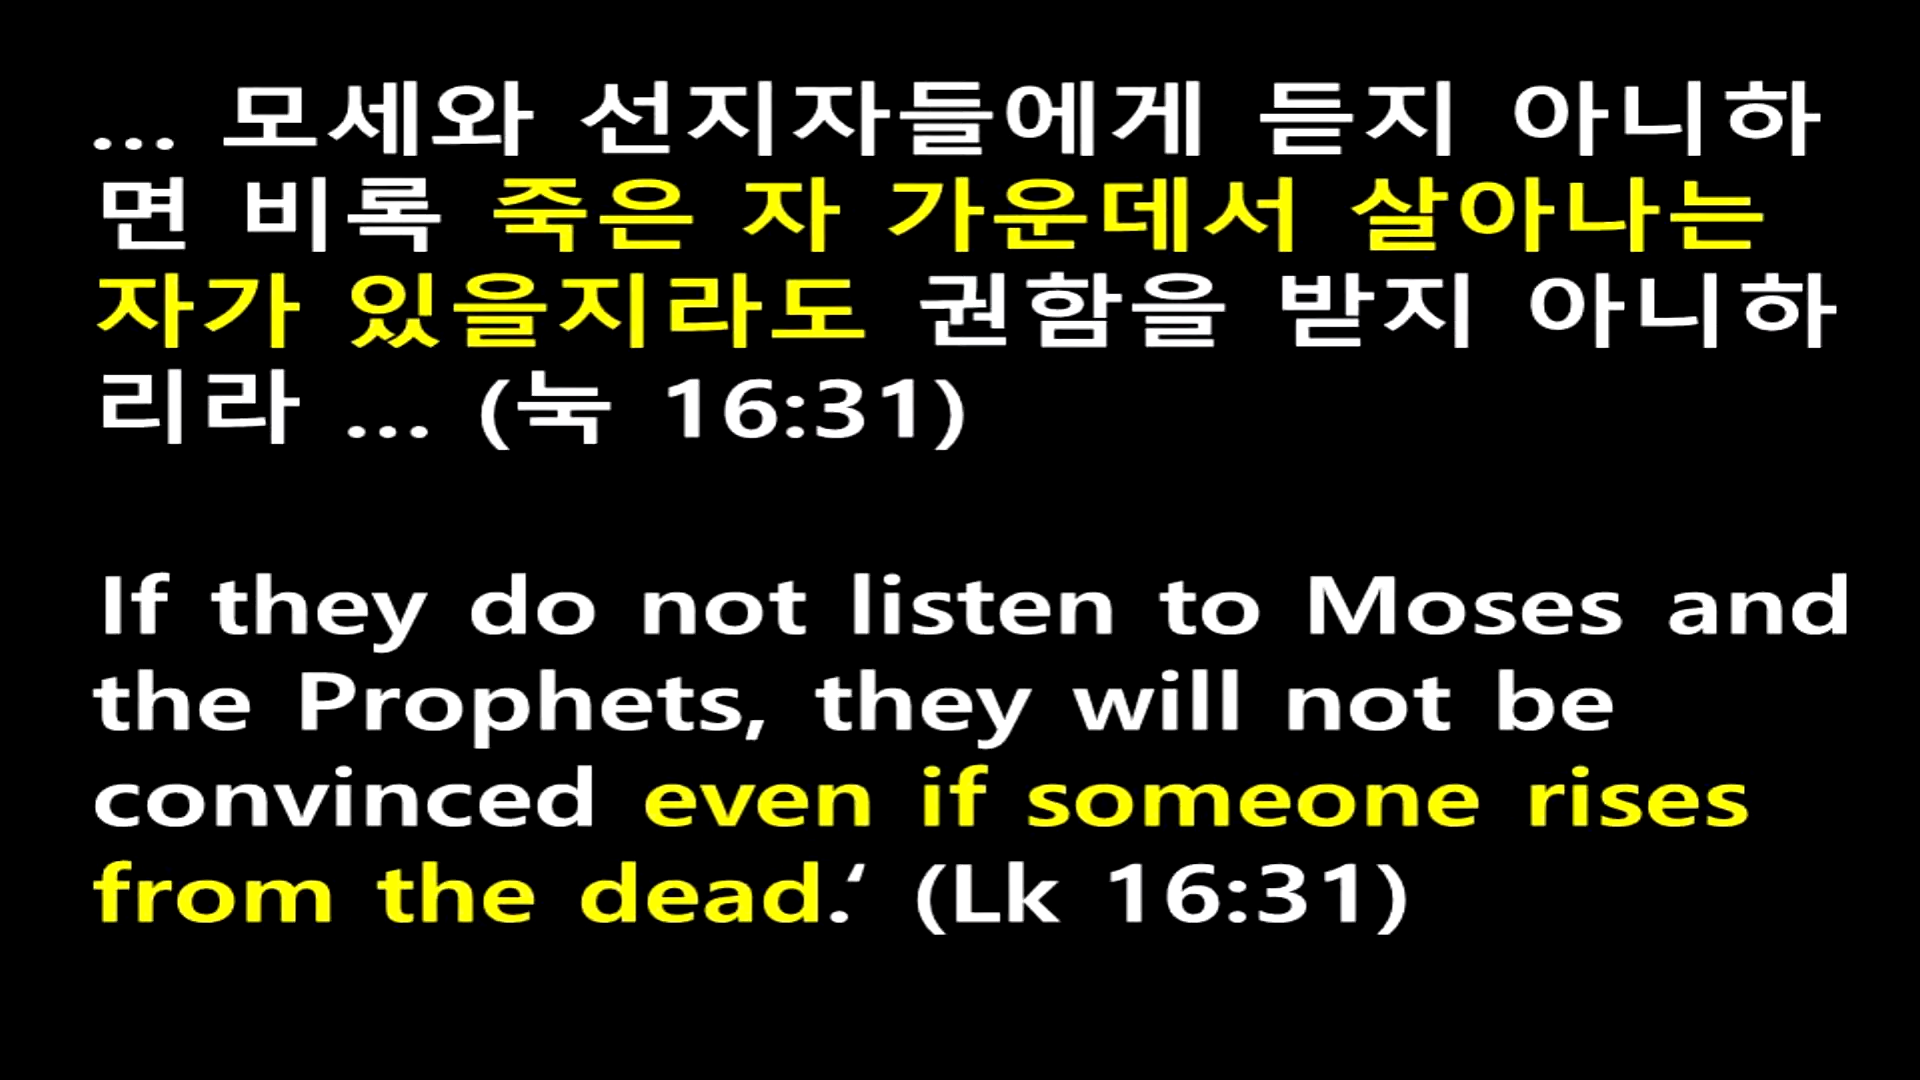 ... 모세와 선지자들에게 듣지 아니하
면 비록 죽은 자 가운데서 살아나는
자가 있을지라도 권함을 받지 아니하
리라 ... (눅 16:31)
If they do not listen to Moses and
the Prophets, they will not be
convinced even if someone rises
from the dead.‘ (Lk 16:31)